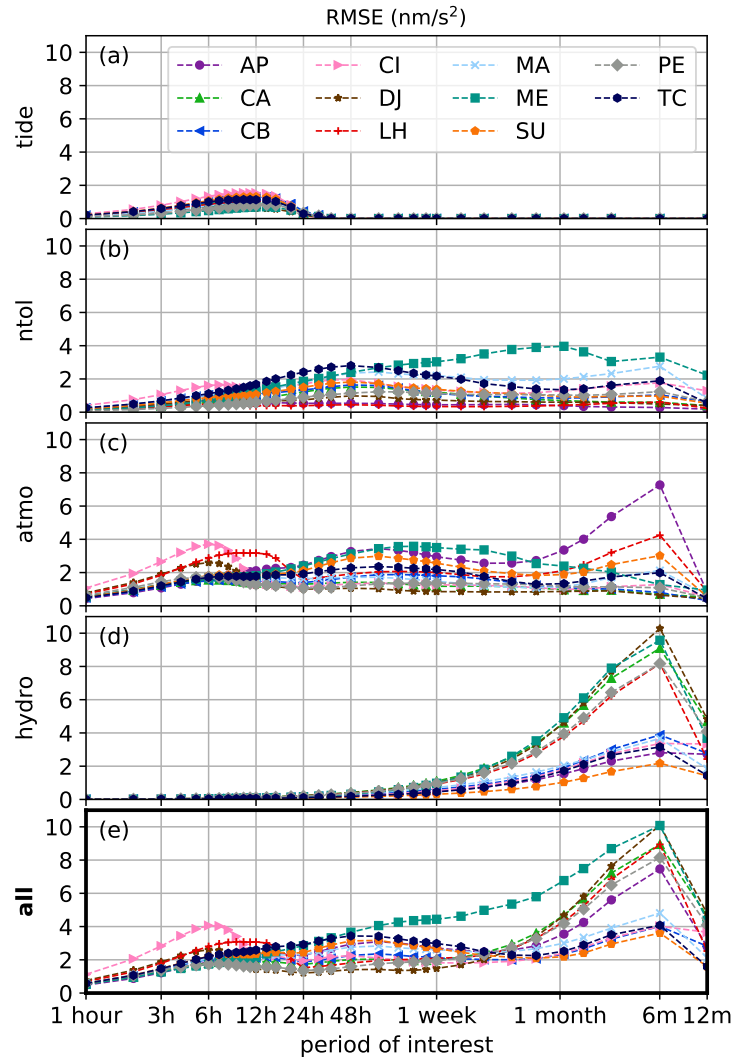 RMSE (nm/s²)
(a)
AP CI MA PE
CA DJ ME TC
CB LH SU
tide
10
8
6
4
2
0
(b)
ntol
10
8
6
4
2
0
(c)
atmo
10
8
6
4
2
0
(d)
hydro
10
8
6
4
2
0
(e)
all
10
8
6
4
2
0
1 hour 3h 6h 12h 24h 48h 1 week 1 month 6m 12m
period of interest